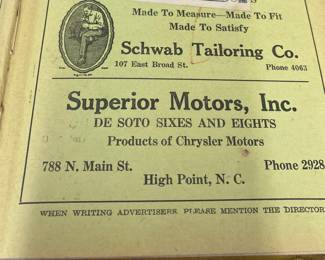 Made To Measure—Made To Fit
Made To Satisfy
Schwab Tailoring Co.
107 East Broad St. Phone 4063
Superior Motors, Inc.
DE SOTO SIXES AND EIGHTS
Products of Chrysler Motors
788 N. Main St. Phone 2928
High Point, N. C.
WHEN WRITING ADVERTISERS PLEASE MENTION THE DIRECTOR